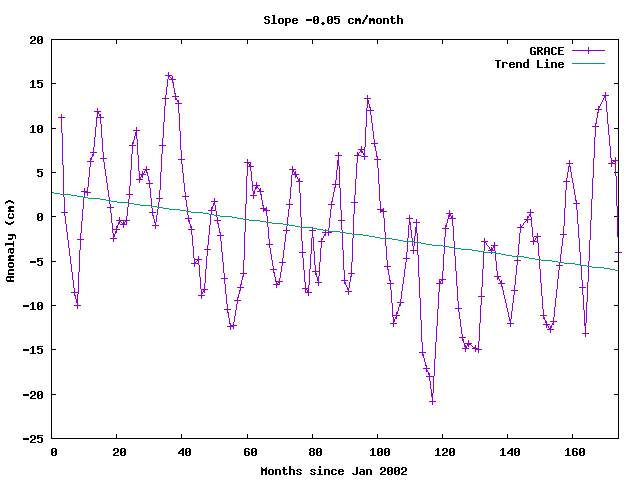 Slope -0.05 cm/month
GRACE
Trend Line
20
15
10
5
0
-5
-10
-15
-20
-25
Anomaly (cm)
0 20 40 60 80 100 120 140 160
Months since Jan 2002